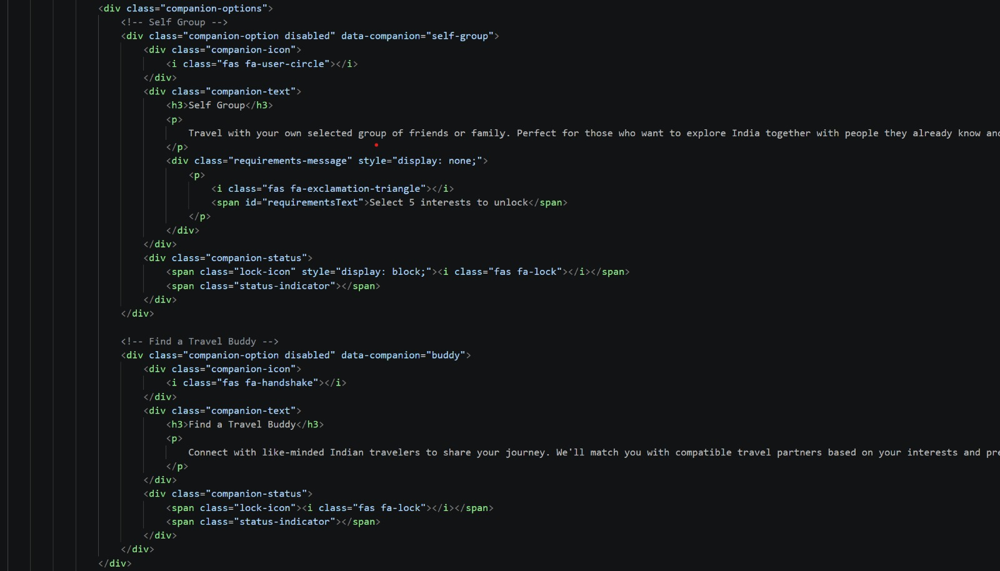 <div class="companion-options">
<!-- Self Group -->
<div class="companion-option disabled" data-companion="self-group">
<div class="companion-icon">
<i class="fas fa-user-circle"></i>
</div>
<div class="companion-text">
<h3>Self Group</h3>
<p>
Travel with your own selected group of friends or family. Perfect for those who want to explore India together with people they already know and
</p>
<div class="requirements-message" style="display: none;">
<p>
<i class="fas fa-exclamation-triangle"></i>
<span id="requirementsText">Select 5 interests to unlock</span>
</p>
</div>
</div>
<div class="companion-status">
<span class="lock-icon" style="display: block;"><i class="fas fa-lock"></i></span>
<span class="status-indicator"></span>
</div>
</div>
<!-- Find a Travel Buddy -->
<div class="companion-option disabled" data-companion="buddy">
<div class="companion-icon">
<i class="fas fa-handshake"></i>
</div>
<div class="companion-text">
<h3>Find a Travel Buddy</h3>
<p>
Connect with like-minded Indian travelers to share your journey. We'll match you with compatible travel partners based on your interests and pre
</p>
</div>
<div class="companion-status">
<span class="lock-icon"><i class="fas fa-lock"></i></span>
<span class="status-indicator"></span>
</div>
</div>
</div>